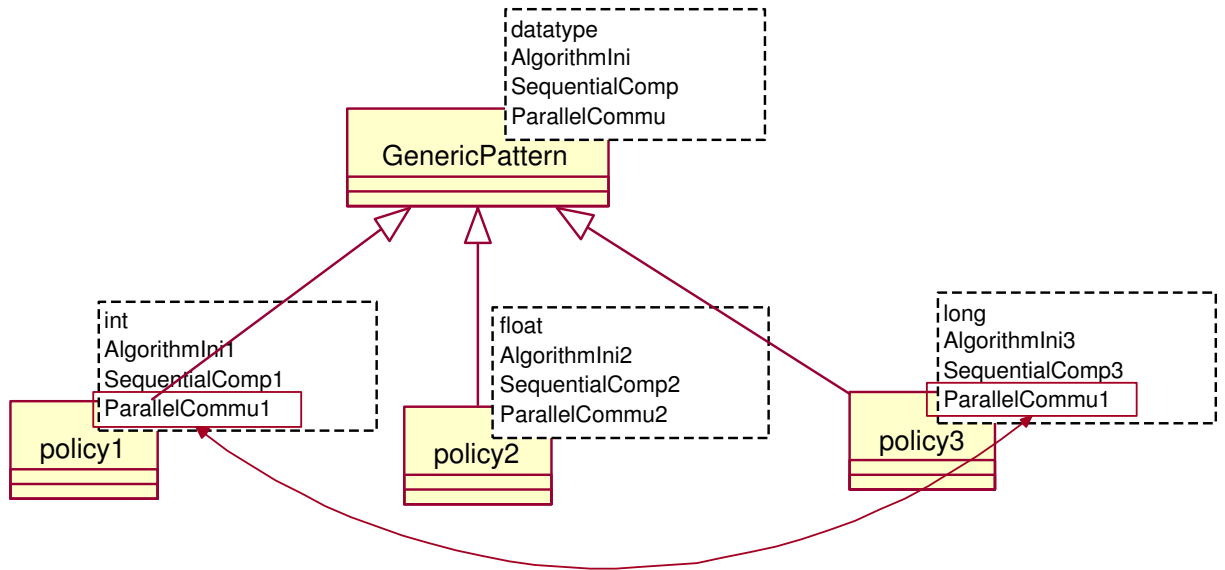 datatype
AlgorithmIni
SequentialComp
ParallelCommu
GenericPattern
int
AlgorithmIni1
SequentialComp1
ParallelCommu1
policy1
float
AlgorithmIni2
SequentialComp2
ParallelCommu2
policy2
long
AlgorithmIni3
SequentialComp3
ParallelCommu1
policy3